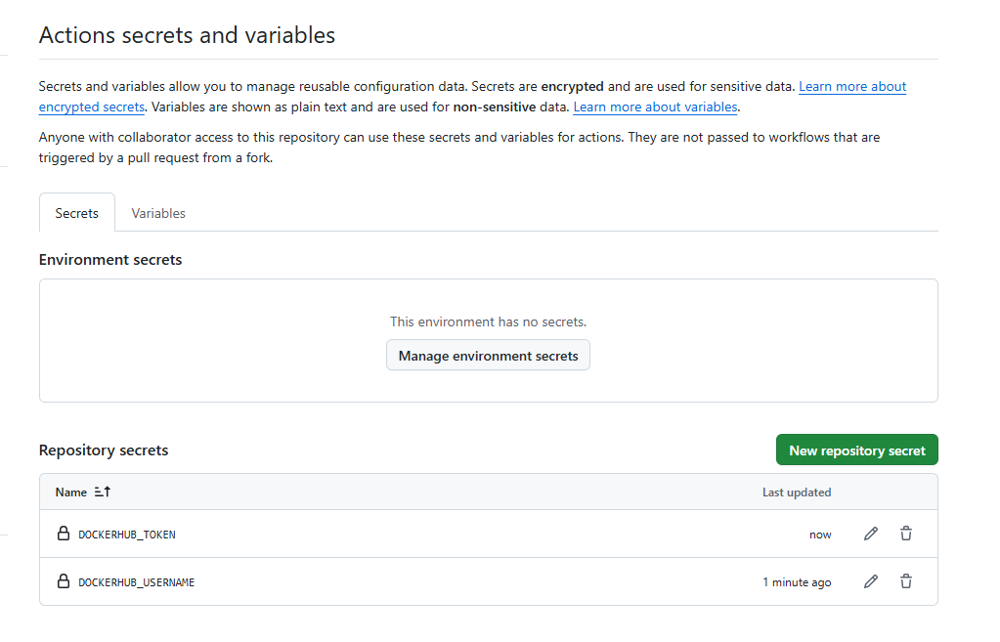 Actions secrets and variables
Secrets and variables allow you to manage reusable configuration data. Secrets are encrypted and are used for sensitive data. Learn more about
encrypted secrets. Variables are shown as plain text and are used for non-sensitive data. Learn more about variables.
Anyone with collaborator access to this repository can use these secrets and variables for actions. They are not passed to workflows that are
triggered by a pull request from a fork.
Secrets Variables
Environment secrets
This environment has no secrets.
Manage environment secrets
Repository secrets New repository secret
Name Last updated
DOCKERHUB_TOKEN now
DOCKERHUB_USERNAME 1 minute ago